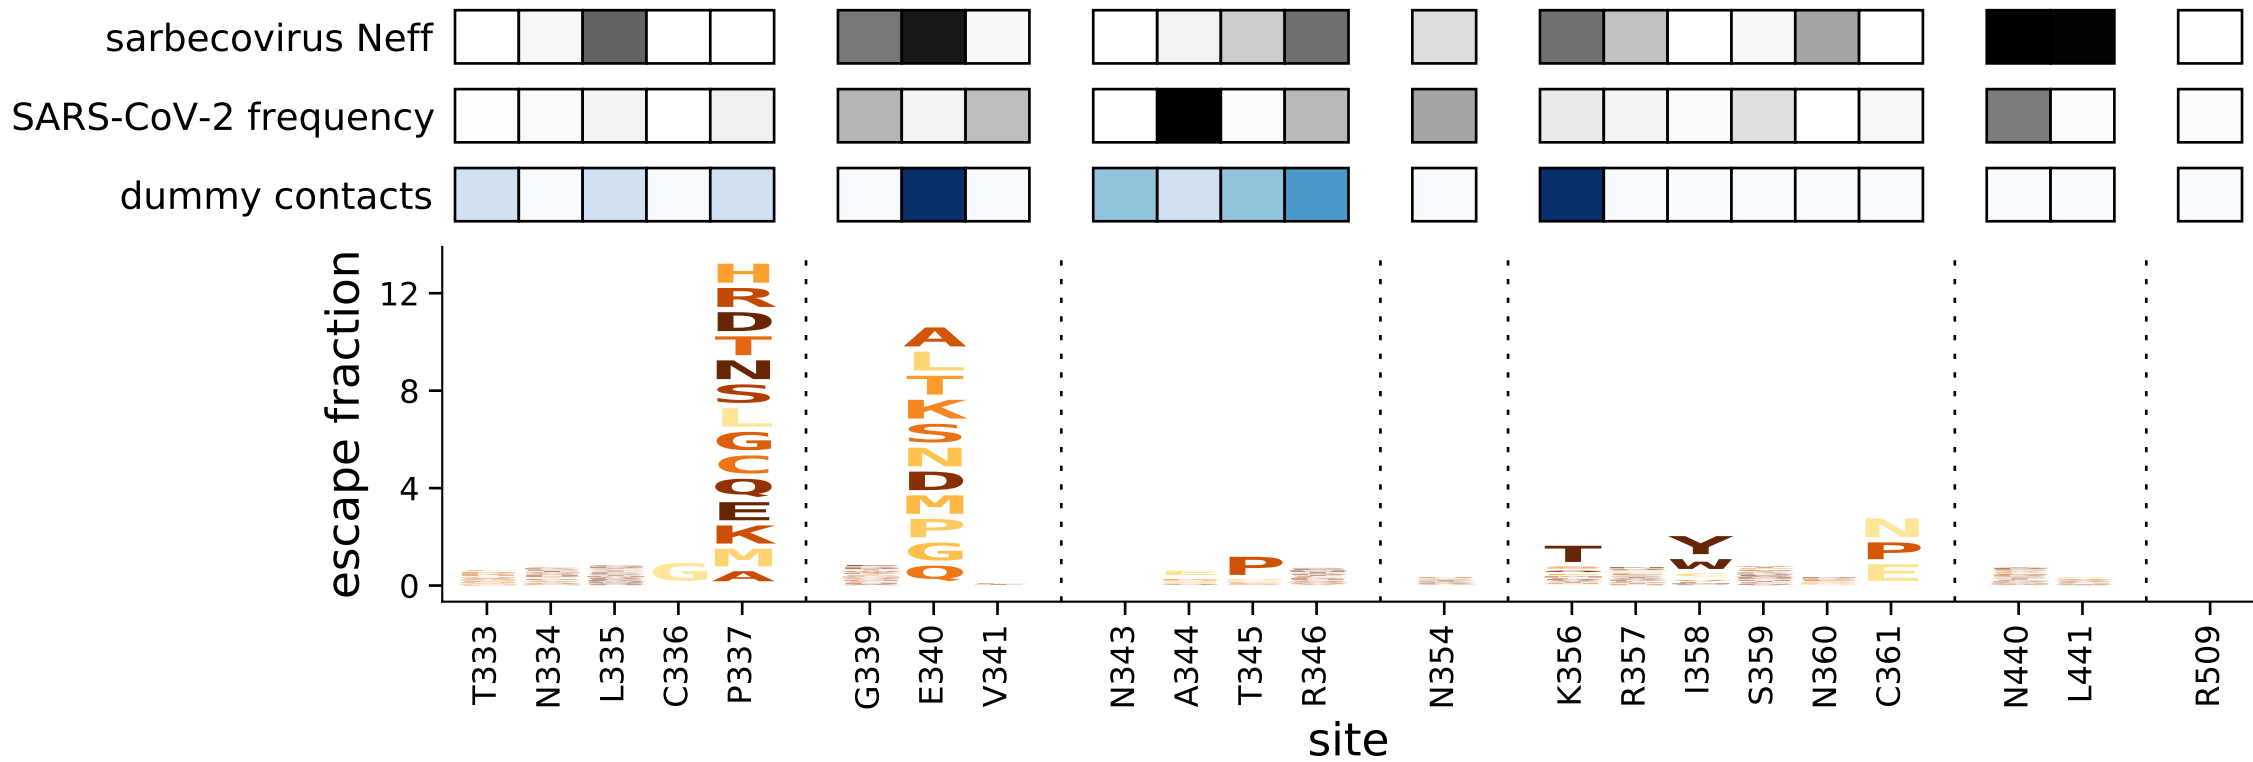 sarbecovirus Neff
SARS-CoV-2 frequency
dummy contacts
escape fraction
12
8
4
0
H
R
D
T
N
S
L
G
C
Q
E
K
M
A
G
A
L
T
K
S
N
D
M
P
G
Q
E
P
T
Y
W
N
P
E
T333 N334 L335 C336 P337 G339 E340 V341 N343 A344 T345 R346 N354 K356 R357 I358 S359 N360 C361 N440 L441 R509
site